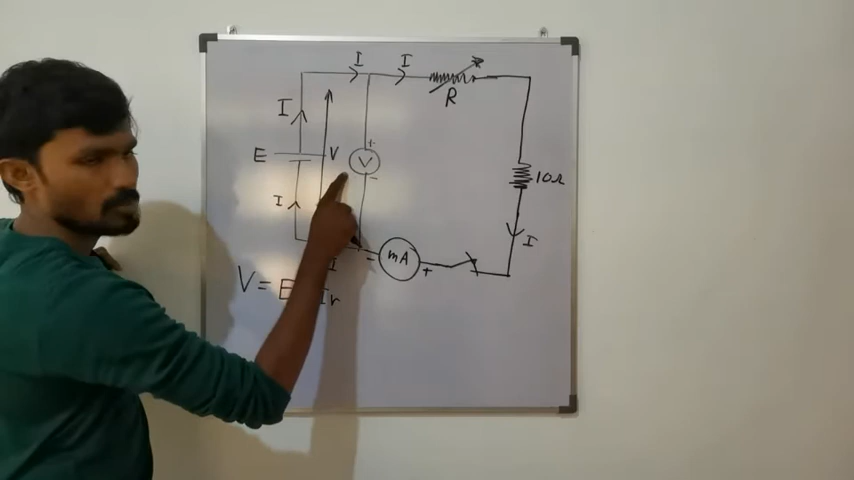 I I
I
R
E V V +
-
10Ω
I
I
I
- mA +
V = E Ir